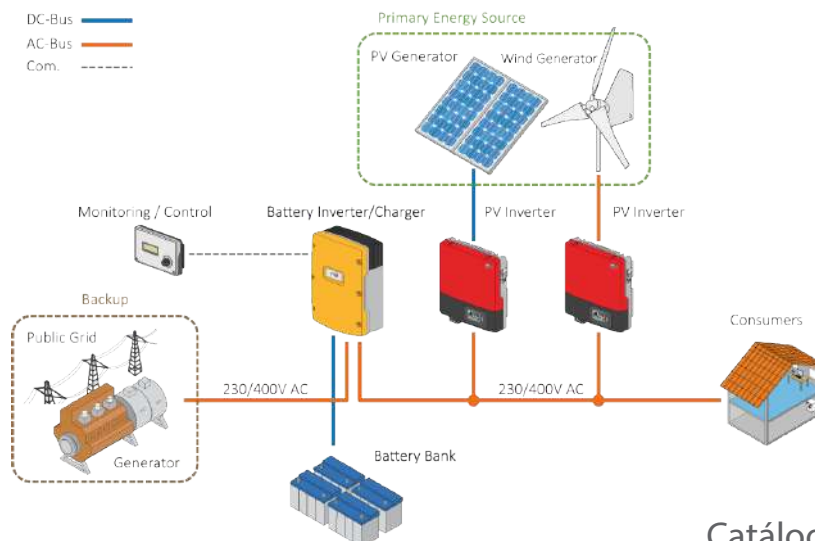 DC-Bus
AC-Bus
Com.
Primary Energy Source
PV Generator
Wind Generator
Monitoring / Control
Battery Inverter/Charger
PV Inverter
PV Inverter
Backup
Public Grid
Consumers
230/400V AC
230/400V AC
Generator
Battery Bank